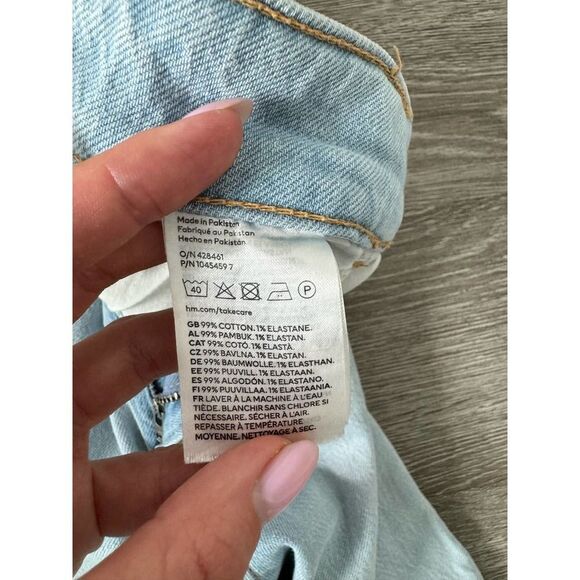 Made in Pakistan
Fabriqué au Pakistan
Hecho en Pakistán
O/N 428461
P/N 1045459 7
40 P
hm.com/takecare
GB 99% COTTON. 1% ELASTANE.
AL 99% PAMBUK. 1% ELASTAN.
CAT 99% COTÓ. 1% ELASTÀ.
CZ 99% BAVLNA. 1% ELASTHAN.
DE 99% BAUMWOLLE. 1% ELASTHAN.
EE 99% PUUVILL. 1% ELASTAAN.
ES 99% ALGODÓN. 1% ELASTANO.
FI 99% PUUVILLAA. 1% ELASTAANIA.
FR LAVER À LA MACHINE À L'EAU
TIÈDE. BLANCHIR SANS CHLORE SI
NÉCESSAIRE. SÉCHER À L'AIR.
REPASSER À TEMPÉRATURE
MOYENNE. NETTOYAGE À SEC.